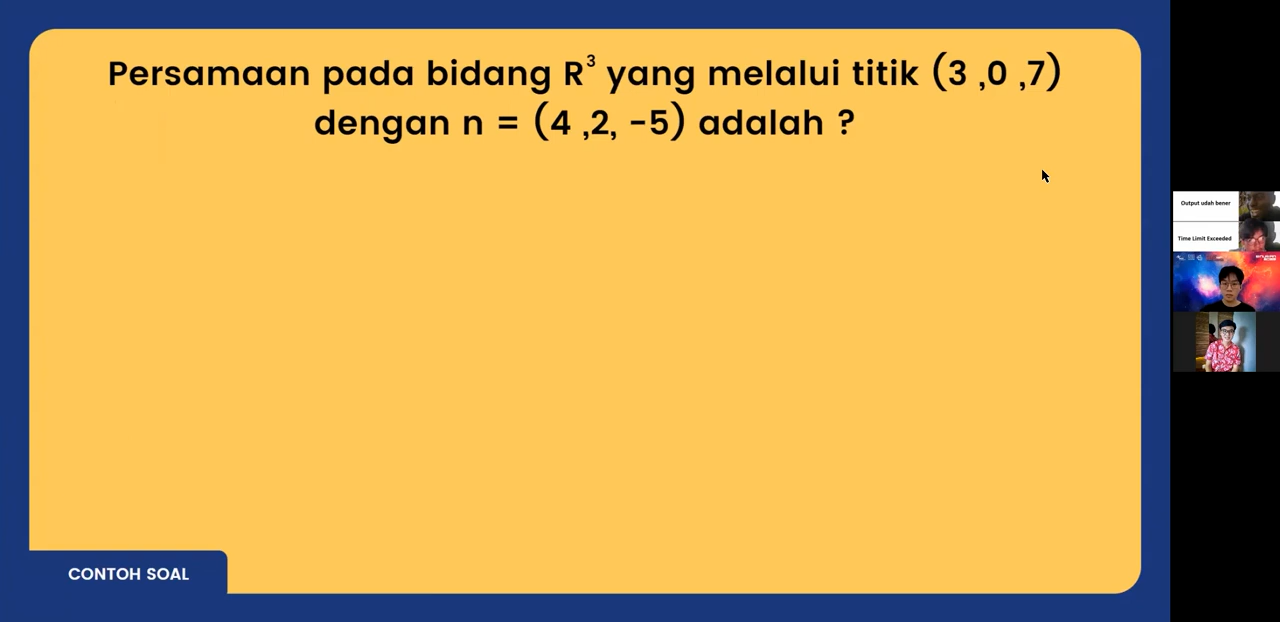 Persamaan pada bidang R³ yang melalui titik (3 ,0 ,7)
dengan n = (4 ,2, -5) adalah ?
CONTOH SOAL
Output udah bener
Time Limit Exceeded